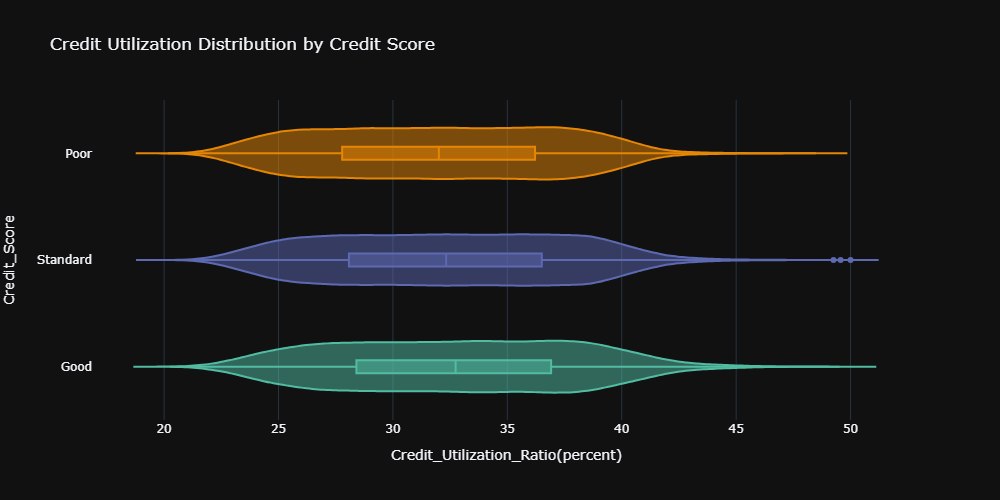 Credit Utilization Distribution by Credit Score
Credit_Score
Poor
Standard
Good
20 25 30 35 40 45 50
Credit_Utilization_Ratio(percent)